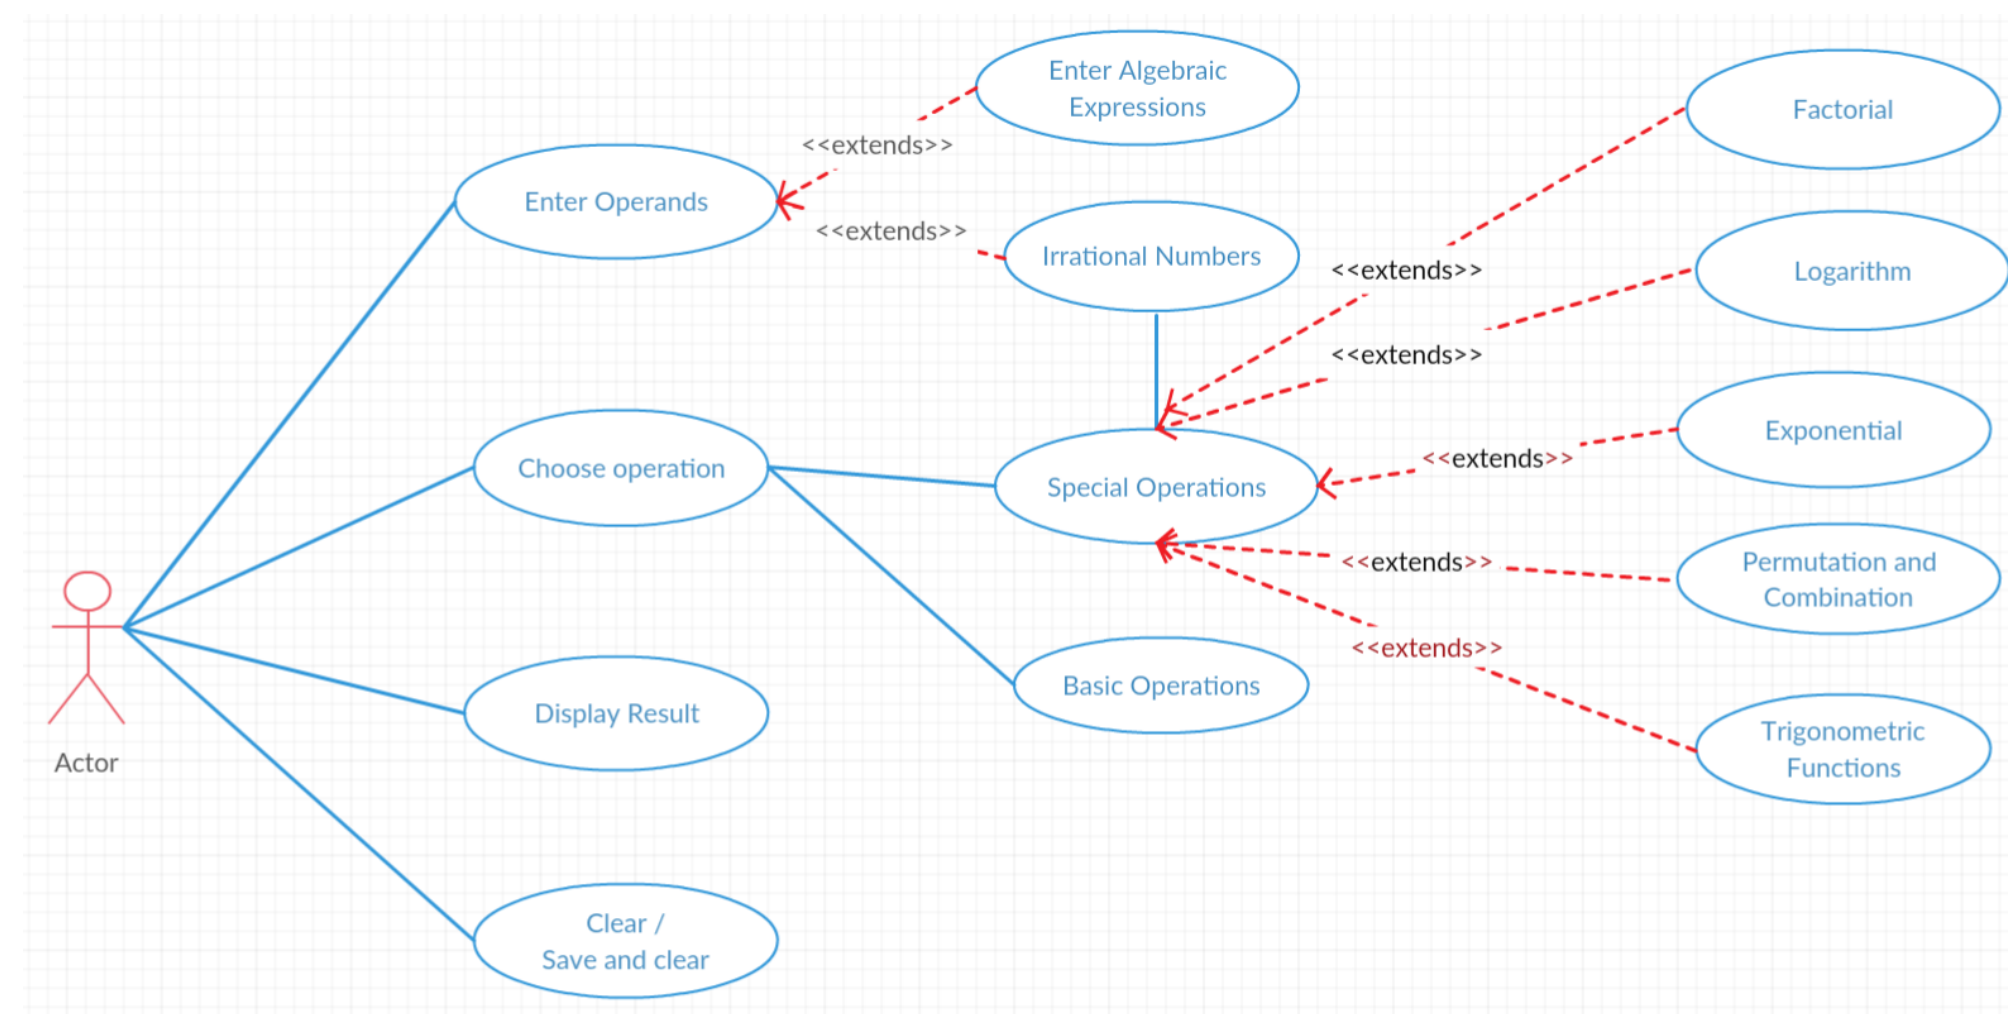 Enter Algebraic
Expressions
Factorial
<<extends>>
Enter Operands
<<extends>>
Irrational Numbers
<<extends>>
Logarithm
<<extends>>
Exponential
<<extends>>
Choose operation
Special Operations
<<extends>>
Permutation and
Combination
<<extends>>
Basic Operations
Display Result
Trigonometric
Functions
Actor
Clear /
Save and clear